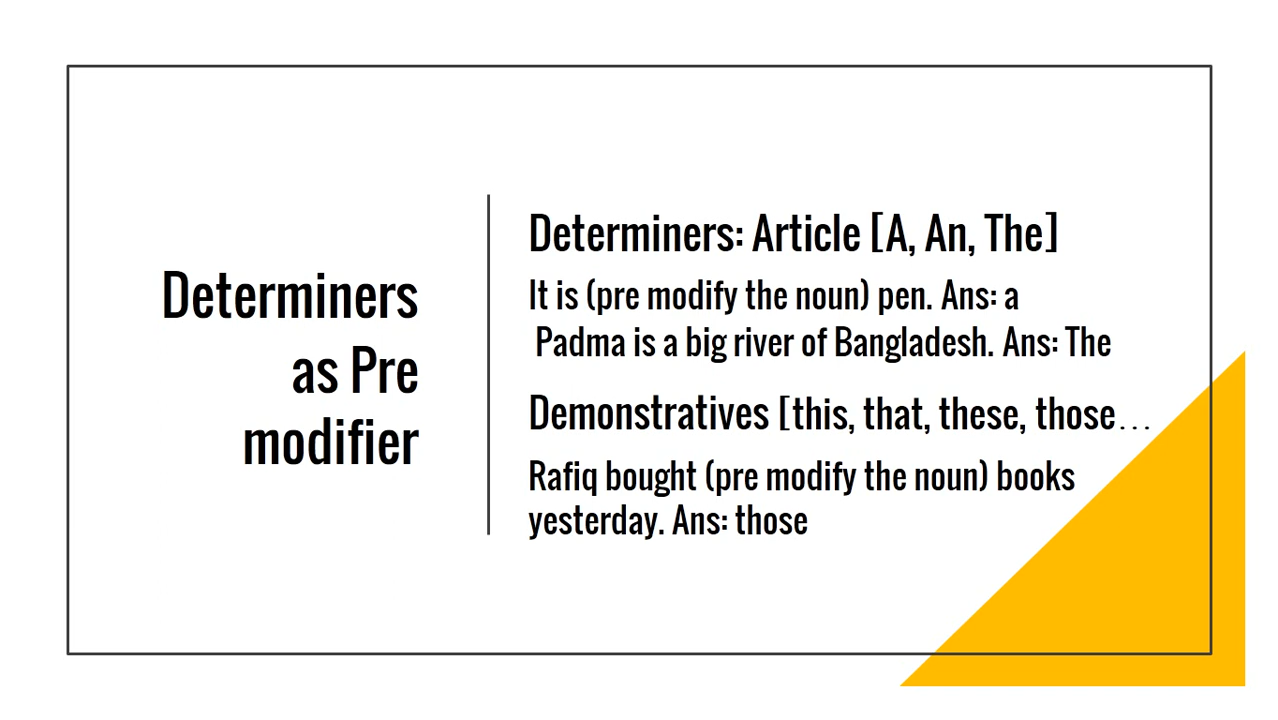 Determiners
as Pre
modifier
Determiners: Article [A, An, The]
It is (pre modify the noun) pen. Ans: a
Padma is a big river of Bangladesh. Ans: The
Demonstratives [this, that, these, those...
Rafiq bought (pre modify the noun) books
yesterday. Ans: those